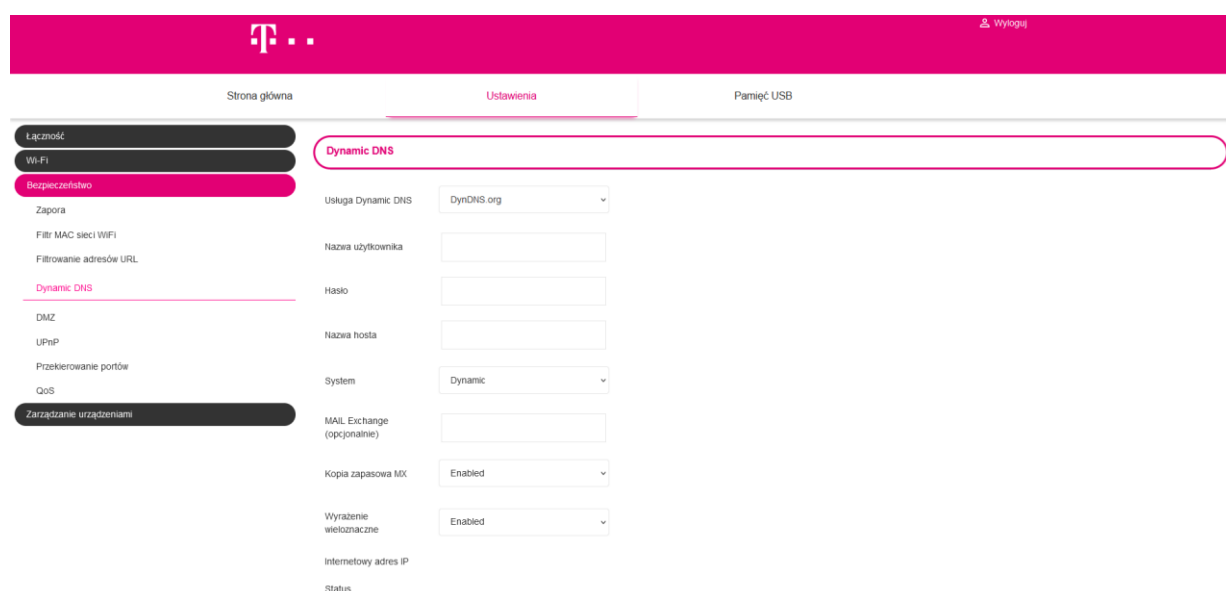 T
Wyloguj
Strona główna
Ustawienia
Pamięć USB
Łączność
Wi-Fi
Bezpieczeństwo
Zapora
Filtr MAC sieci WiFi
Filtrowanie adresów URL
Dynamic DNS
DMZ
UPnP
Przekierowanie portów
QoS
Zarządzanie urządzeniami
Dynamic DNS
Usługa Dynamic DNS
DynDNS.org
Nazwa użytkownika
Hasło
Nazwa hosta
System
Dynamic
MAIL Exchange
(opcjonalnie)
Kopia zapasowa MX
Enabled
Wyrażenie
wieloznaczne
Enabled
Internetowy adres IP
Status